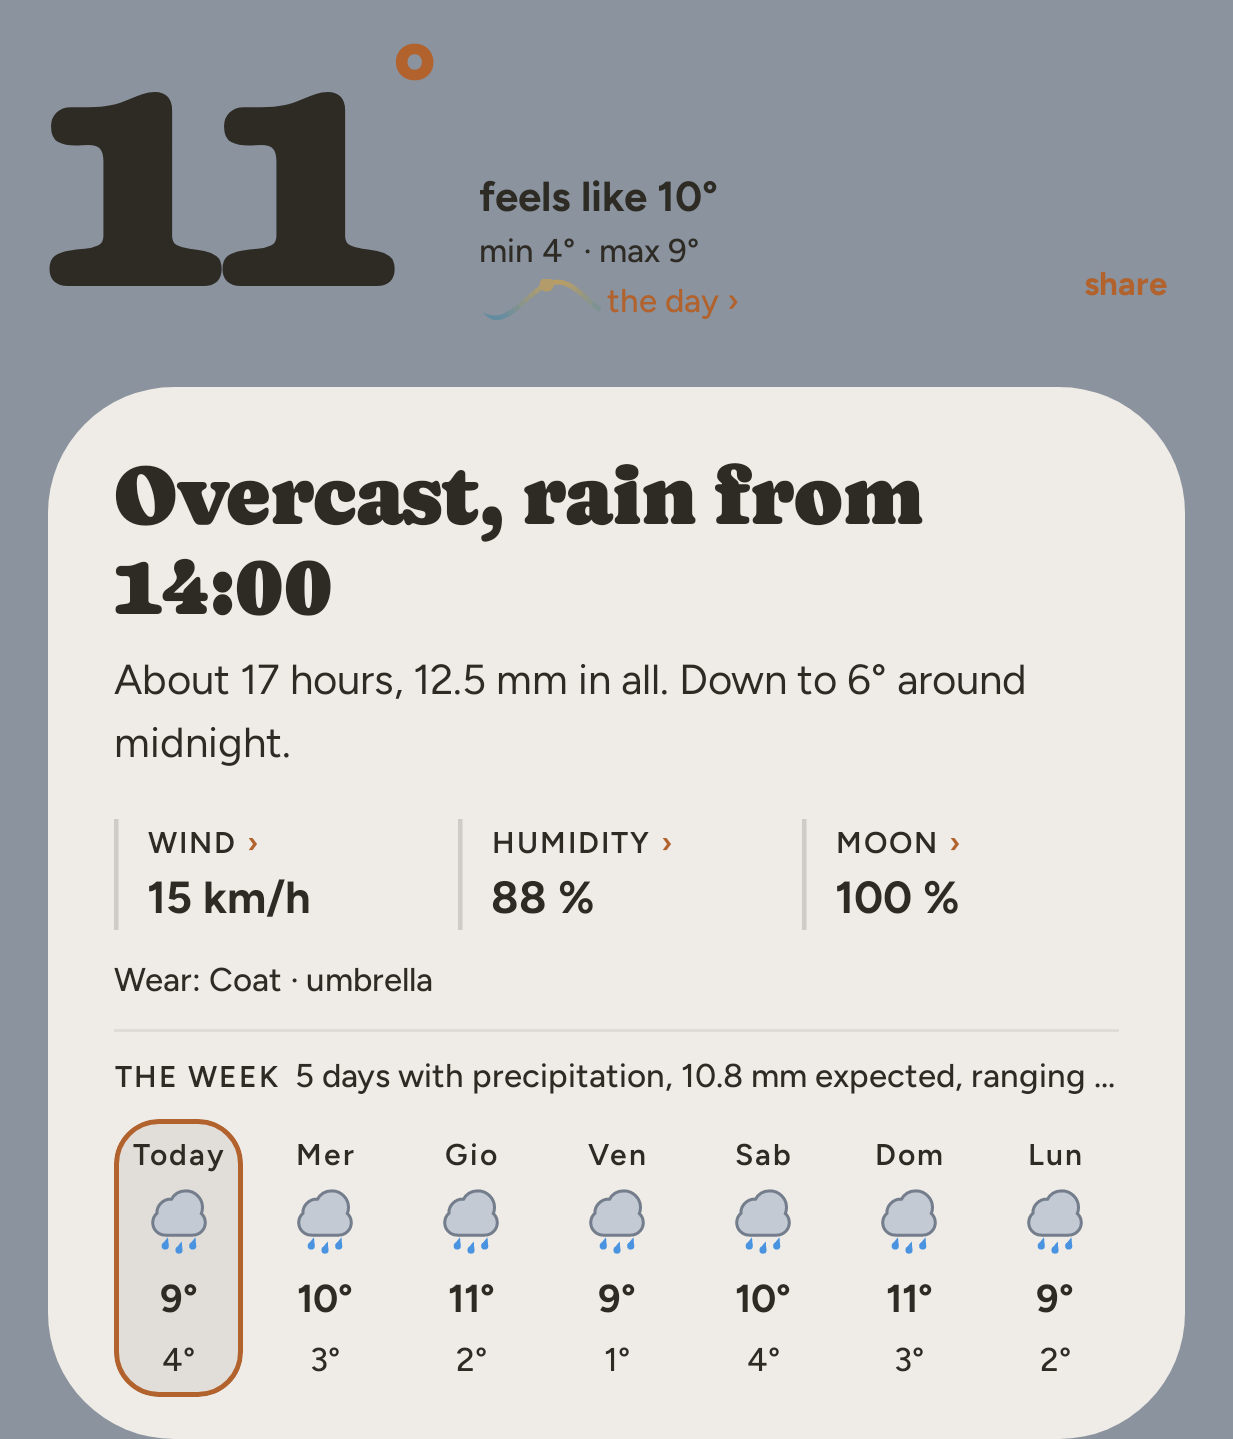 11°
feels like 10°
min 4° · max 9°
the day ›
share
Overcast, rain from
14:00
About 17 hours, 12.5 mm in all. Down to 6° around
midnight.
WIND › HUMIDITY › MOON ›
15 km/h 88 % 100 %
Wear: Coat · umbrella
THE WEEK 5 days with precipitation, 10.8 mm expected, ranging ...
Today Mer Gio Ven Sab Dom Lun
9° 10° 11° 9° 10° 11° 9°
4° 3° 2° 1° 4° 3° 2°